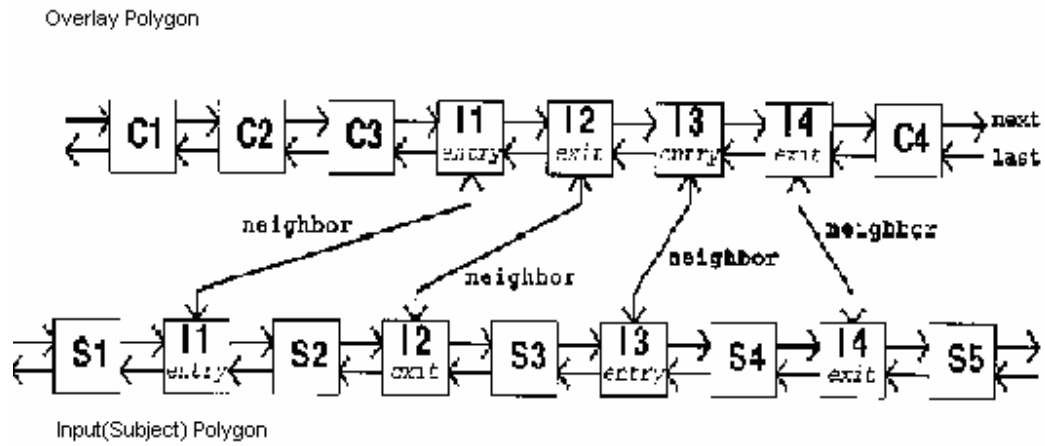 Overlay Polygon
C1 C2 C3 I1 I2 I3 I4 C4 next
entry exit entry exit last
neighbor neighbor neighbor neighbor
S1 I1 S2 I2 S3 I3 S4 I4 S5
entry exit entry exit
Input(Subject) Polygon